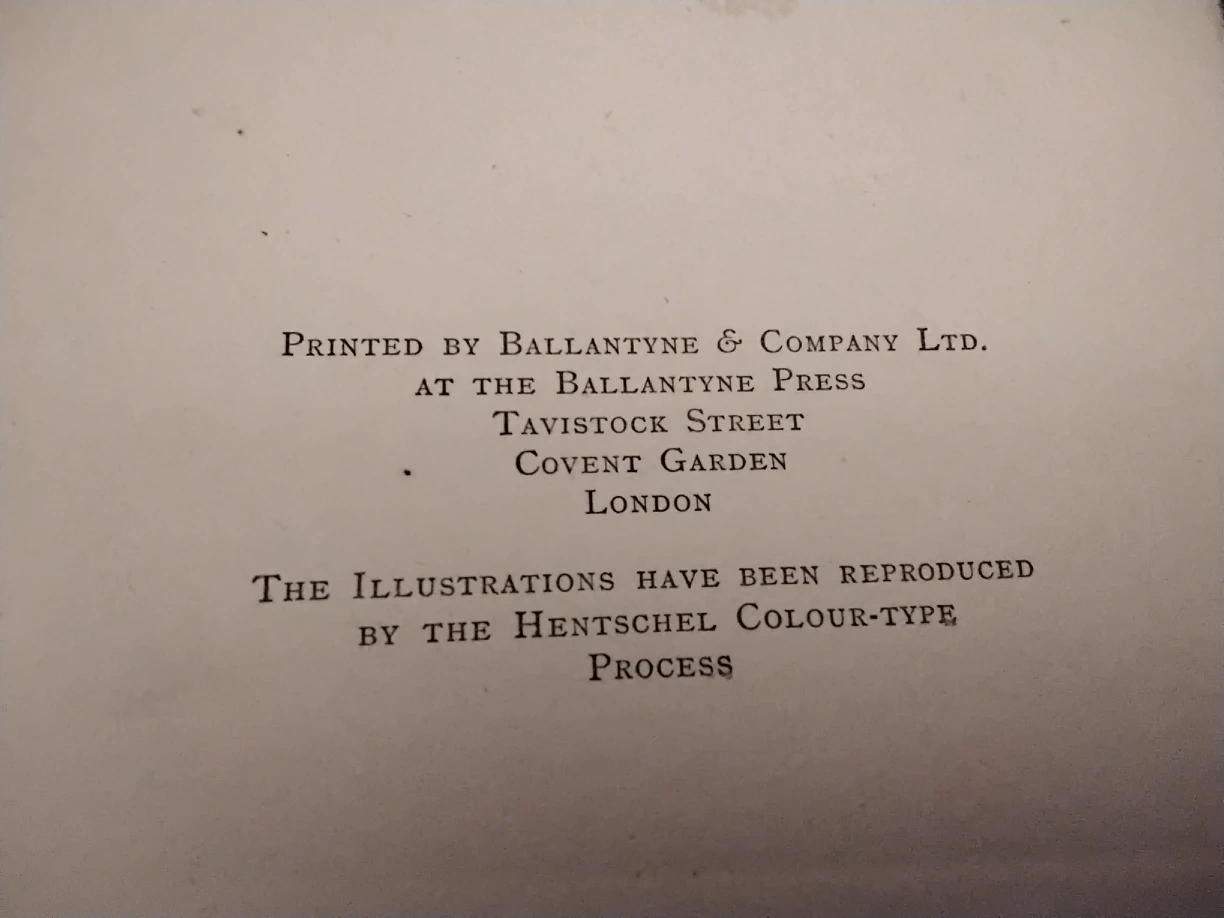 Printed by Ballantyne & Company Ltd.
at the Ballantyne Press
Tavistock Street
Covent Garden
London
The Illustrations have been reproduced
by the Hentschel Colour-type
Process